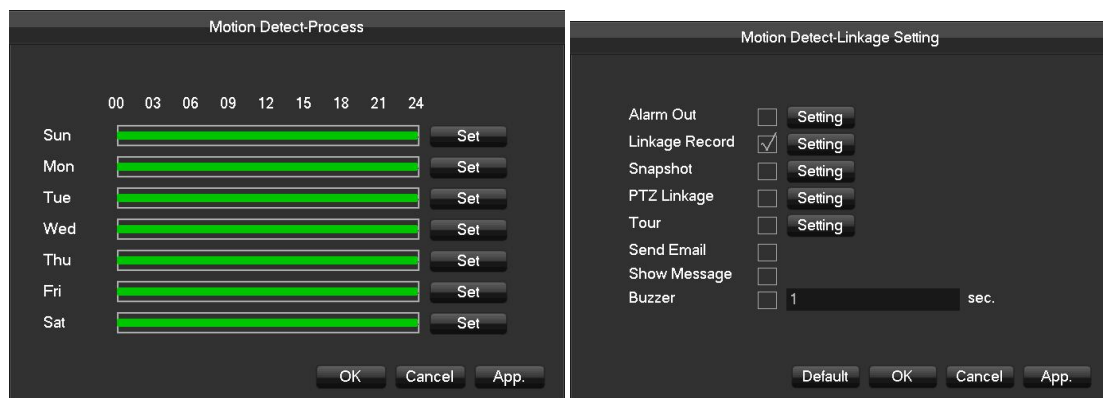 Motion Detect-Process
00 03 06 09 12 15 18 21 24
Sun Set
Mon Set
Tue Set
Wed Set
Thu Set
Fri Set
Sat Set
OK Cancel App.
Motion Detect-Linkage Setting
Alarm Out Setting
Linkage Record Setting
Snapshot Setting
PTZ Linkage Setting
Tour Setting
Send Email
Show Message
Buzzer 1 sec.
Default OK Cancel App.